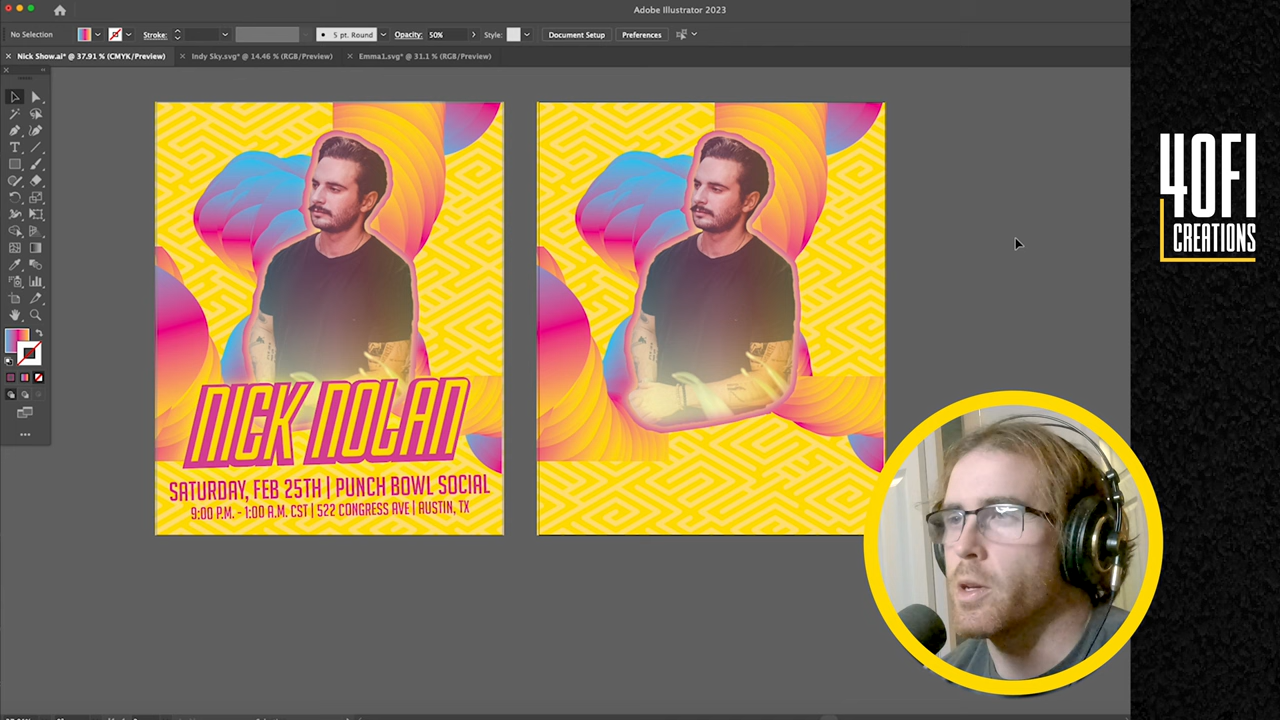 Adobe Illustrator 2023
No Selection
Stroke:
5 pt. Round
Opacity:
50%
Style:
Document Setup
Preferences
Nick Show.ai* @ 37.91 % (CMYK/Preview)
Indy Sky.svg* @ 14.46 % (RGB/Preview)
Emma1.svg* @ 31.1 % (RGB/Preview)
NICK NOLAN
SATURDAY, FEB 25TH | PUNCH BOWL SOCIAL
9:00 P.M. - 1:00 A.M. CST | 522 CONGRESS AVE | AUSTIN, TX
4OFI
CREATIONS